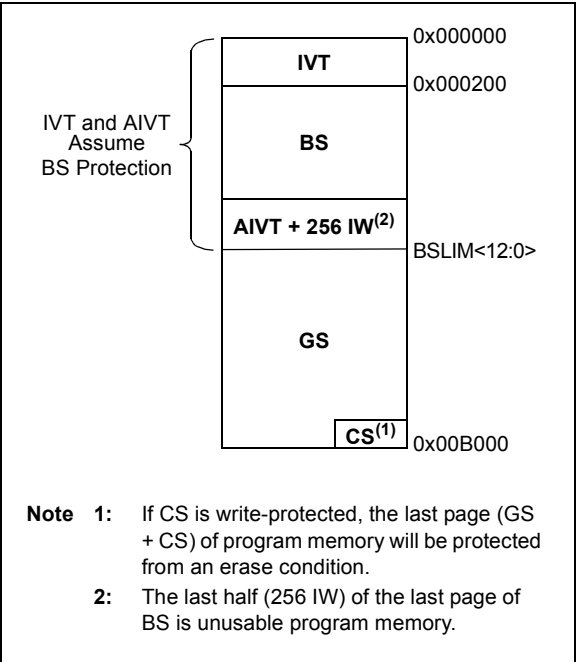 0x000000
IVT
0x000200
IVT and AIVT
Assume
BS Protection
BS
AIVT + 256 IW(2)
BSLIM<12:0>
GS
CS(1)
0x00B000
Note 1: If CS is write-protected, the last page (GS
+ CS) of program memory will be protected
from an erase condition.
2: The last half (256 IW) of the last page of
BS is unusable program memory.